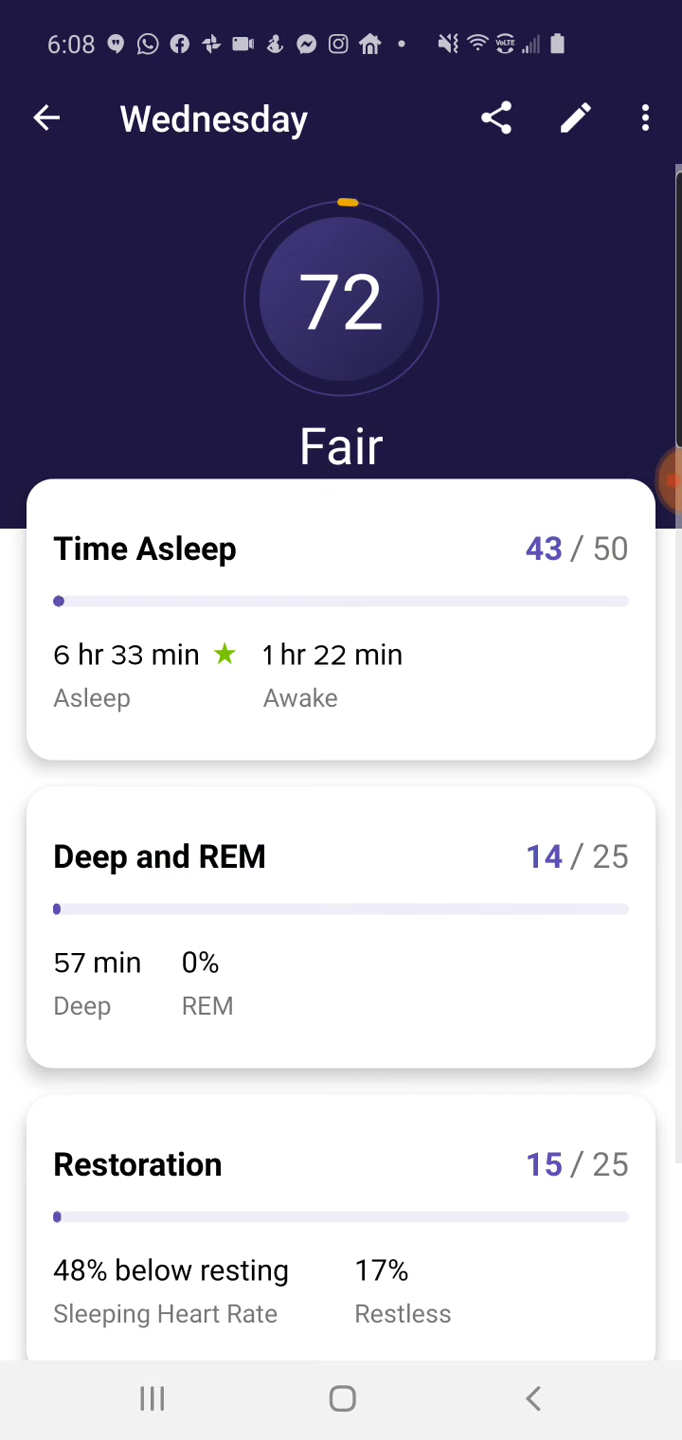 6:08
Wednesday
72
Fair
Time Asleep 43 / 50
6 hr 33 min 1 hr 22 min
Asleep Awake
Deep and REM 14 / 25
57 min 0%
Deep REM
Restoration 15 / 25
48% below resting 17%
Sleeping Heart Rate Restless